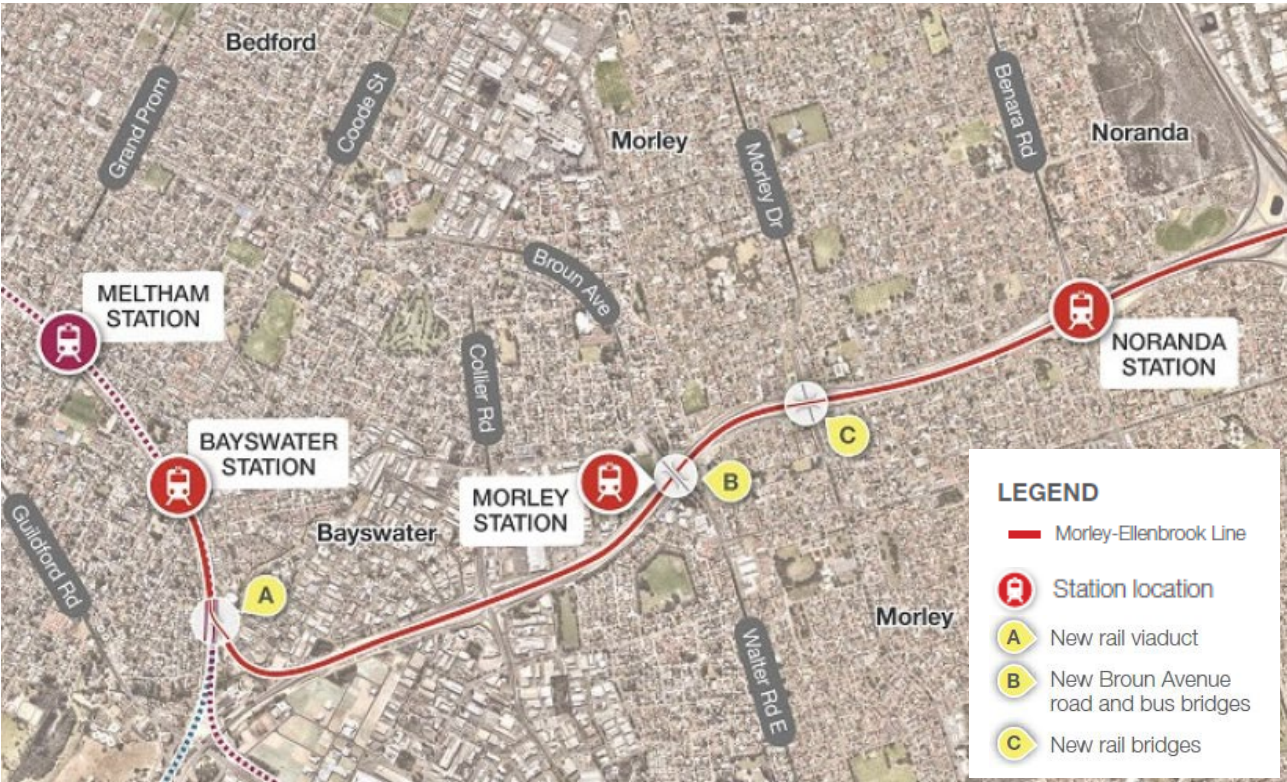 Bedford
Grand Prom
Coode St
Morley
Morley Dr
Benara Rd
Noranda
Broun Ave
MELTHAM
STATION
Collier Rd
NORANDA
STATION
C
BAYSWATER
STATION
MORLEY
STATION
B
Guildford Rd
Bayswater
A
Morley
Walter Rd E
LEGEND
Morley-Ellenbrook Line
Station location
A New rail viaduct
B New Broun Avenue
road and bus bridges
C New rail bridges